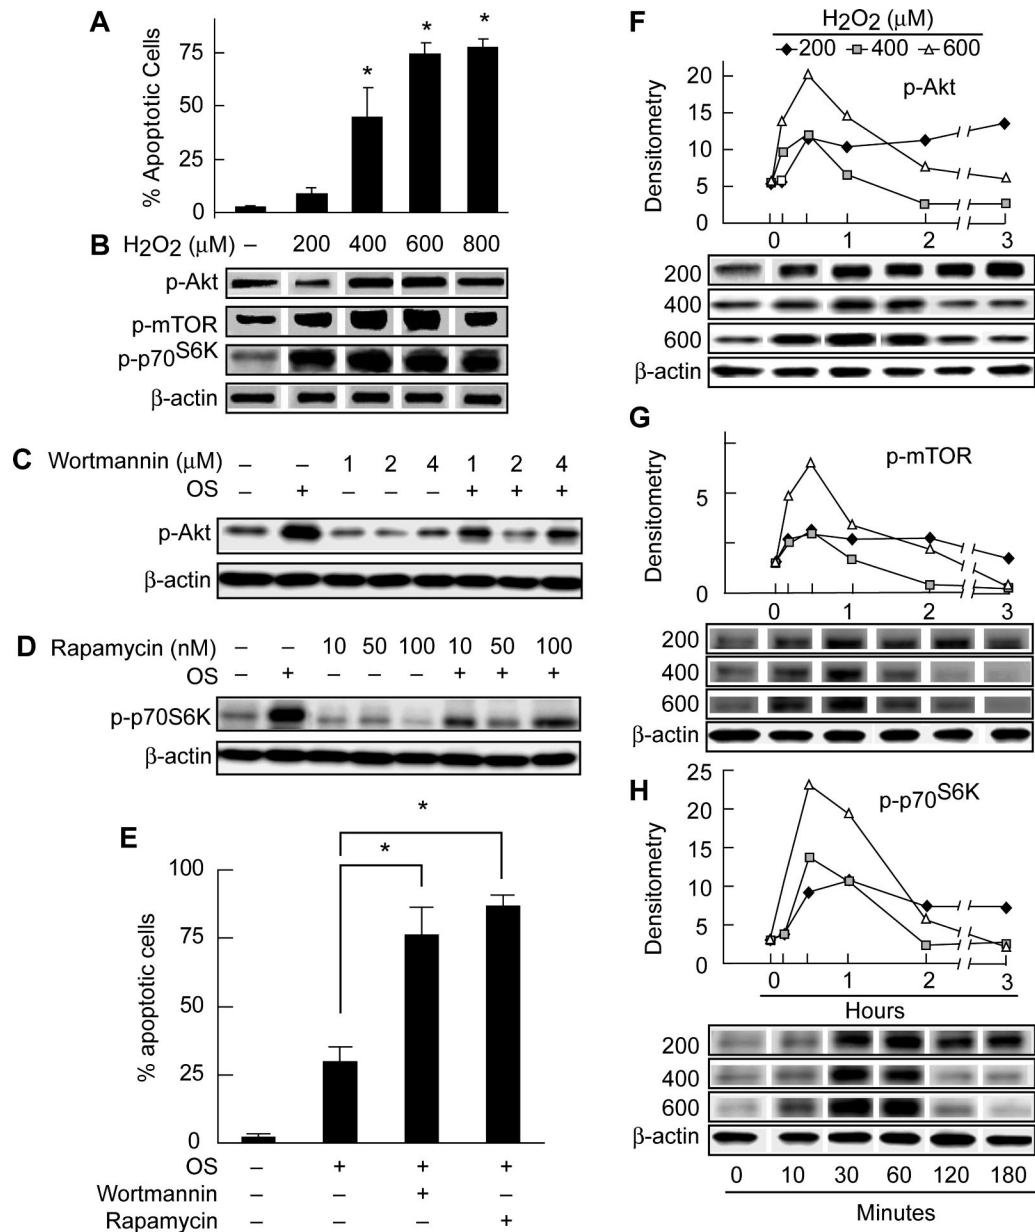 A
% Apoptotic Cells
75
50
25
0
* * *
B H2O2 (μM) – 200 400 600 800
p-Akt
p-mTOR
p-p70S6K
β-actin
C Wortmannin (μM) – – 1 2 4 1 2 4
OS – + – – – + + +
p-Akt
β-actin
D Rapamycin (nM) – – 10 50 100 10 50 100
OS – + – – – + + +
p-p70S6K
β-actin
E
% apoptotic cells
100
75
50
25
0
* *
OS – + + +
Wortmannin – – + –
Rapamycin – – – +
F
H2O2 (μM)
200 400 600
p-Akt
Densitometry
20
15
10
5
0
0 1 2 3
200
400
600
β-actin
G
p-mTOR
Densitometry
5
0
0 1 2 3
200
400
600
β-actin
H
p-p70S6K
Densitometry
25
20
15
10
5
0
0 1 2 3
Hours
200
400
600
β-actin
0 10 30 60 120 180
Minutes